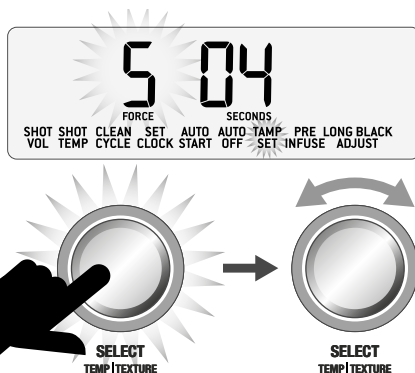 5 04
FORCE SECONDS
SHOT SHOT CLEAN SET AUTO AUTO TAMP PRE LONG BLACK
VOL TEMP CYCLE CLOCK START OFF SET INFUSE ADJUST
SELECT SELECT
TEMP|TEXTURE TEMP|TEXTURE